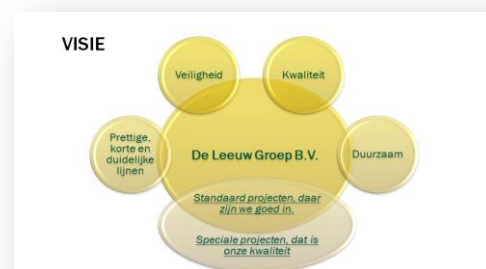 VISIE
Veiligheid
Kwaliteit
Prettige,
korte en
duidelijke
lijnen
De Leeuw Groep B.V.
Duurzaam
Standaard projecten, daar
zijn we goed in.
Speciale projecten, dat is
onze kwaliteit